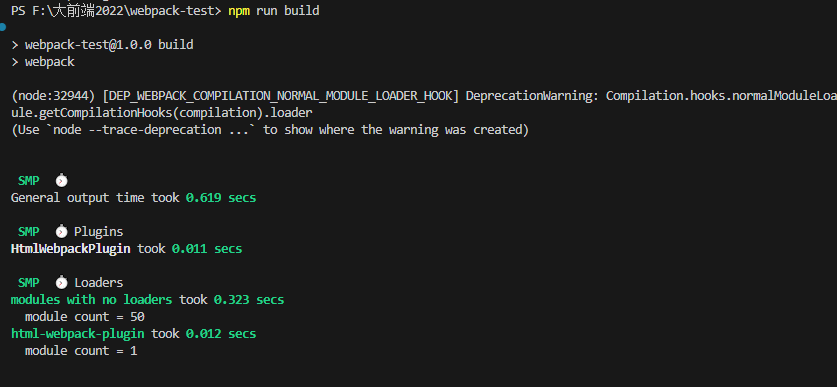 PS F:\大前端2022\webpack-test> npm run build
> webpack-test@1.0.0 build
> webpack
(node:32944) [DEP_WEBPACK_COMPILATION_NORMAL_MODULE_LOADER_HOOK] DeprecationWarning: Compilation.hooks.normalModuleLoa
ule.getCompilationHooks(compilation).loader
(Use `node --trace-deprecation ...` to show where the warning was created)
SMP ⏱
General output time took 0.619 secs
SMP ⏱ Plugins
HtmlWebpackPlugin took 0.011 secs
SMP ⏱ Loaders
modules with no loaders took 0.323 secs
module count = 50
html-webpack-plugin took 0.012 secs
module count = 1